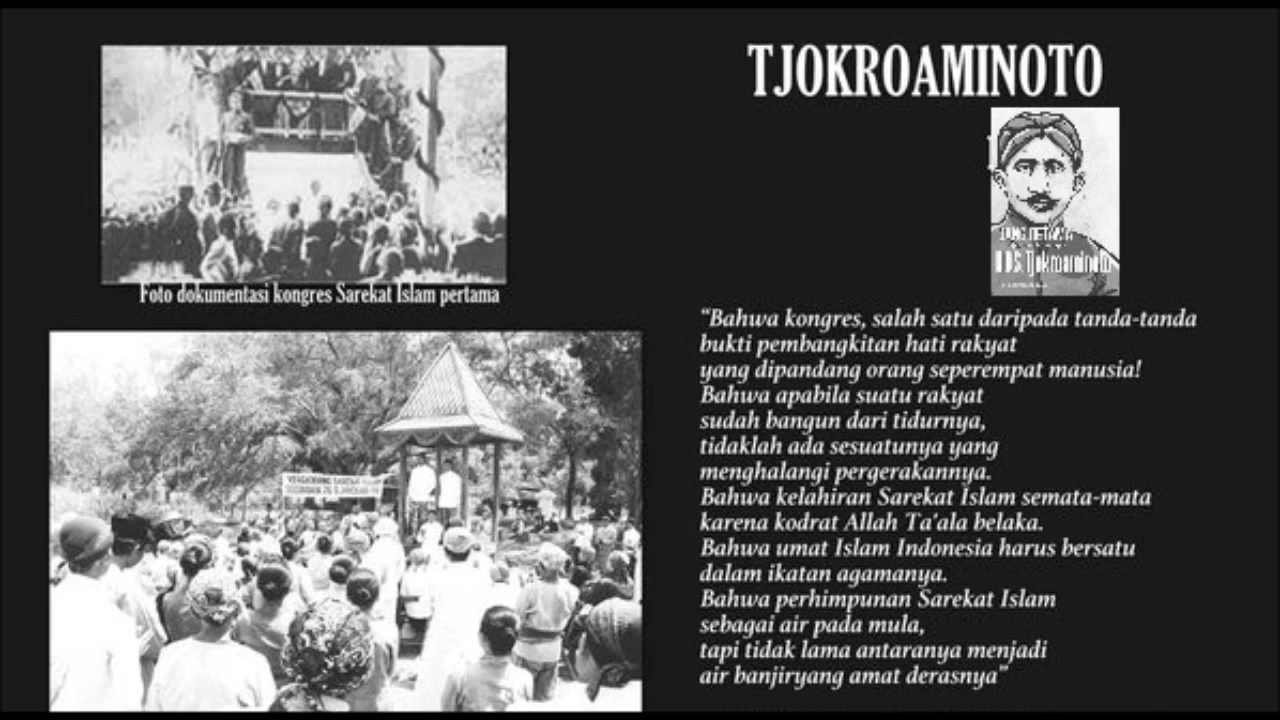 TJOKROAMINOTO
H.O.S. Tjokroaminoto
Foto dokumentasi kongres Sarekat Islam pertama
“Bahwa kongres, salah satu daripada tanda-tanda
bukti pembangkitan hati rakyat
yang dipandang orang seperempat manusia!
Bahwa apabila suatu rakyat
sudah bangun dari tidurnya,
tidaklah ada sesuatunya yang
menghalangi pergerakannya.
Bahwa kelahiran Sarekat Islam semata-mata
karena kodrat Allah Ta’ala belaka.
Bahwa umat Islam Indonesia harus bersatu
dalam ikatan agamanya.
Bahwa perhimpunan Sarekat Islam
sebagai air pada mula,
tapi tidak lama antaranya menjadi
air banjiryang amat derasnya”